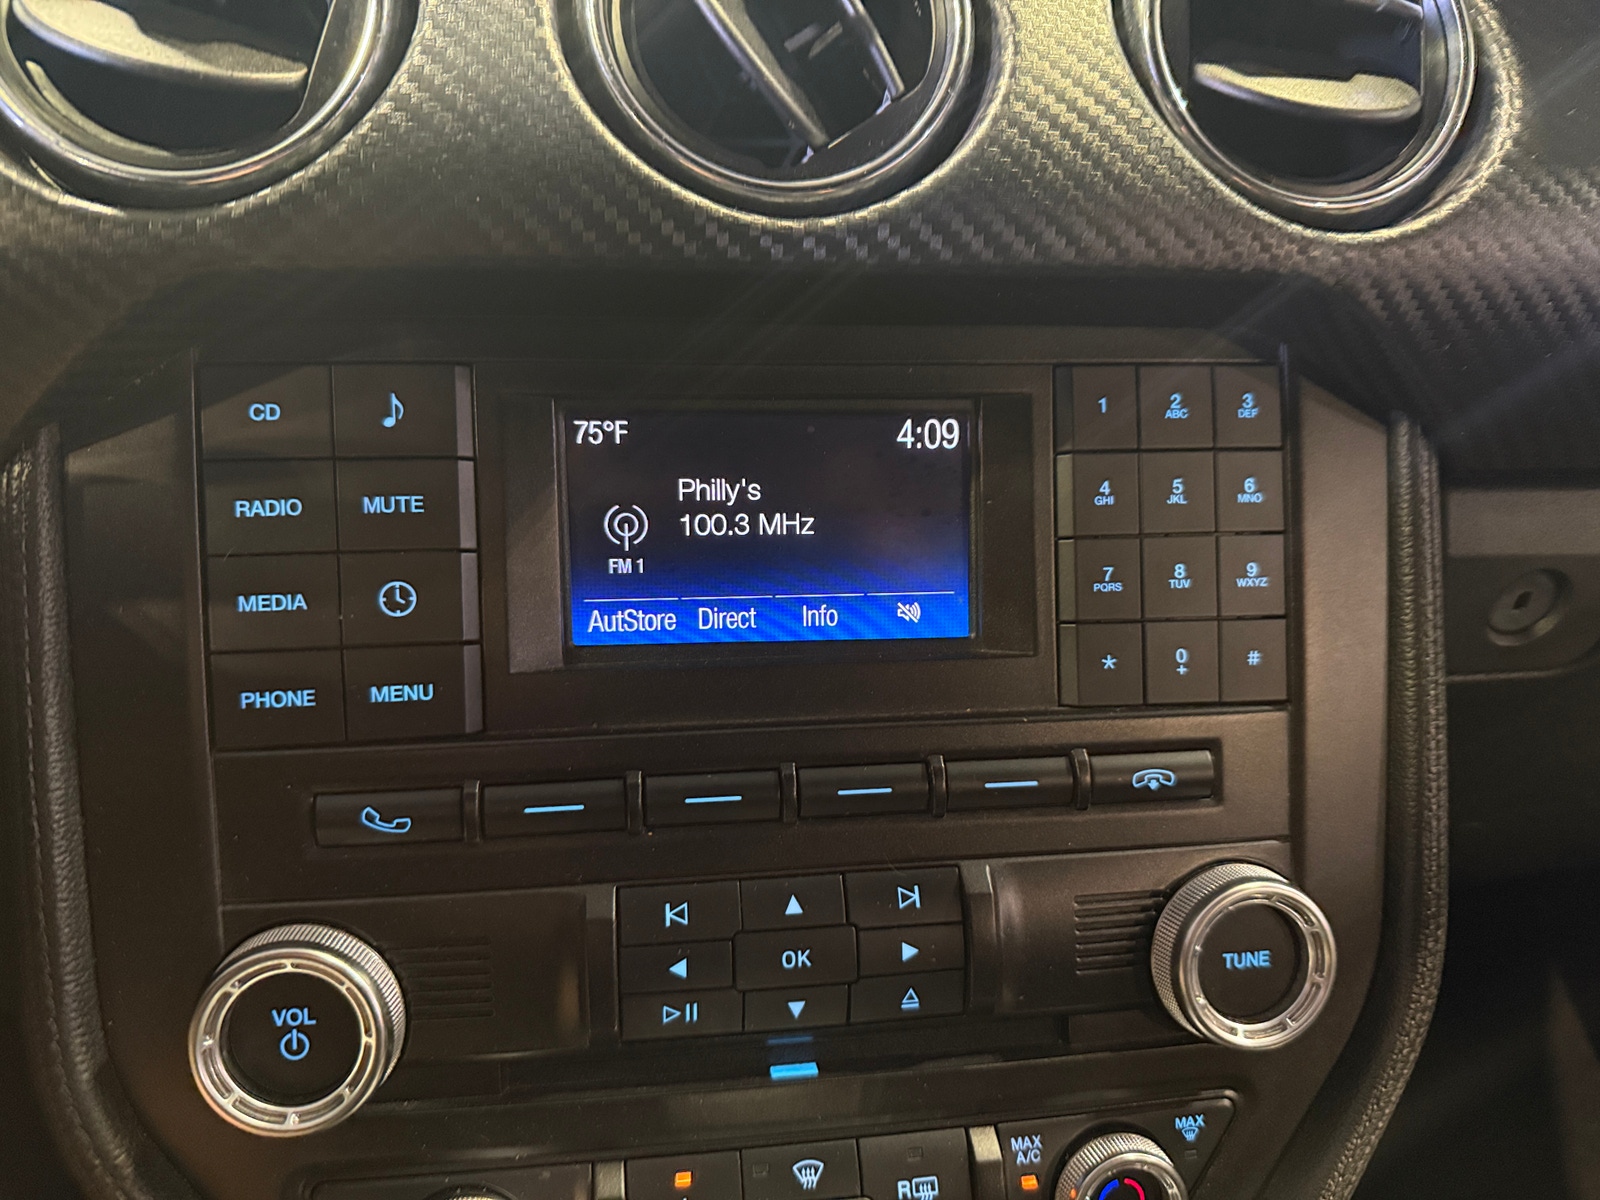 75°F 4:09
Philly's
100.3 MHz
FM 1
AutStore Direct Info
CD
RADIO MUTE
MEDIA
PHONE MENU
1 2 ABC 3 DEF
4 GHI 5 JKL 6 MNO
7 PQRS 8 TUV 9 WXYZ
* 0 + #
OK
VOL
TUNE
MAX A/C
MAX
R